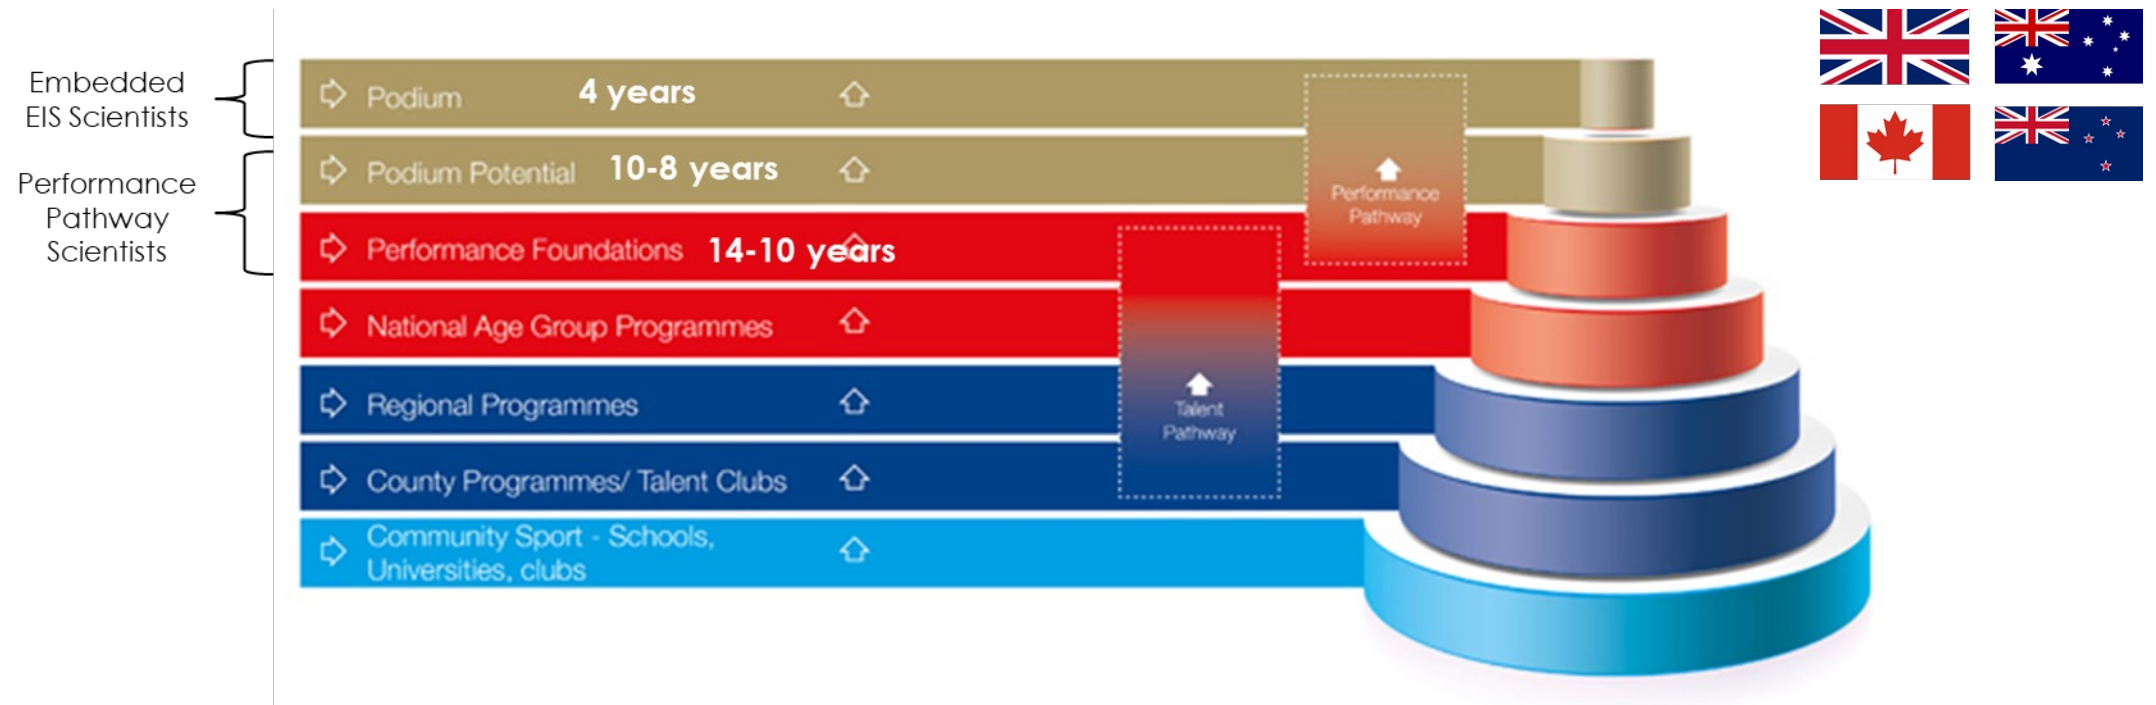 Embedded
EIS Scientists
Performance
Pathway
Scientists
Podium 4 years
Podium Potential 10-8 years
Performance Foundations 14-10 years
National Age Group Programmes
Regional Programmes
County Programmes/ Talent Clubs
Community Sport - Schools,
Universities, clubs
Performance
Pathway
Talent
Pathway